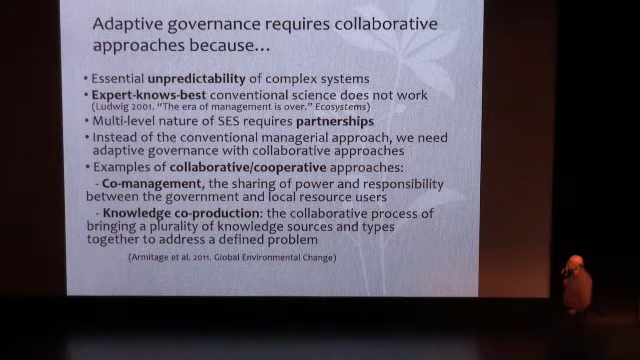 Adaptive governance requires collaborative
approaches because…
• Essential unpredictability of complex systems
• Expert-knows-best conventional science does not work
(Ludwig 2001. "The era of management is over." Ecosystems)
• Multi-level nature of SES requires partnerships
• Instead of the conventional managerial approach, we need
adaptive governance with collaborative approaches
• Examples of collaborative/cooperative approaches:
- Co-management, the sharing of power and responsibility
between the government and local resource users
- Knowledge co-production: the collaborative process of
bringing a plurality of knowledge sources and types
together to address a defined problem
(Armitage et al. 2011. Global Environmental Change)